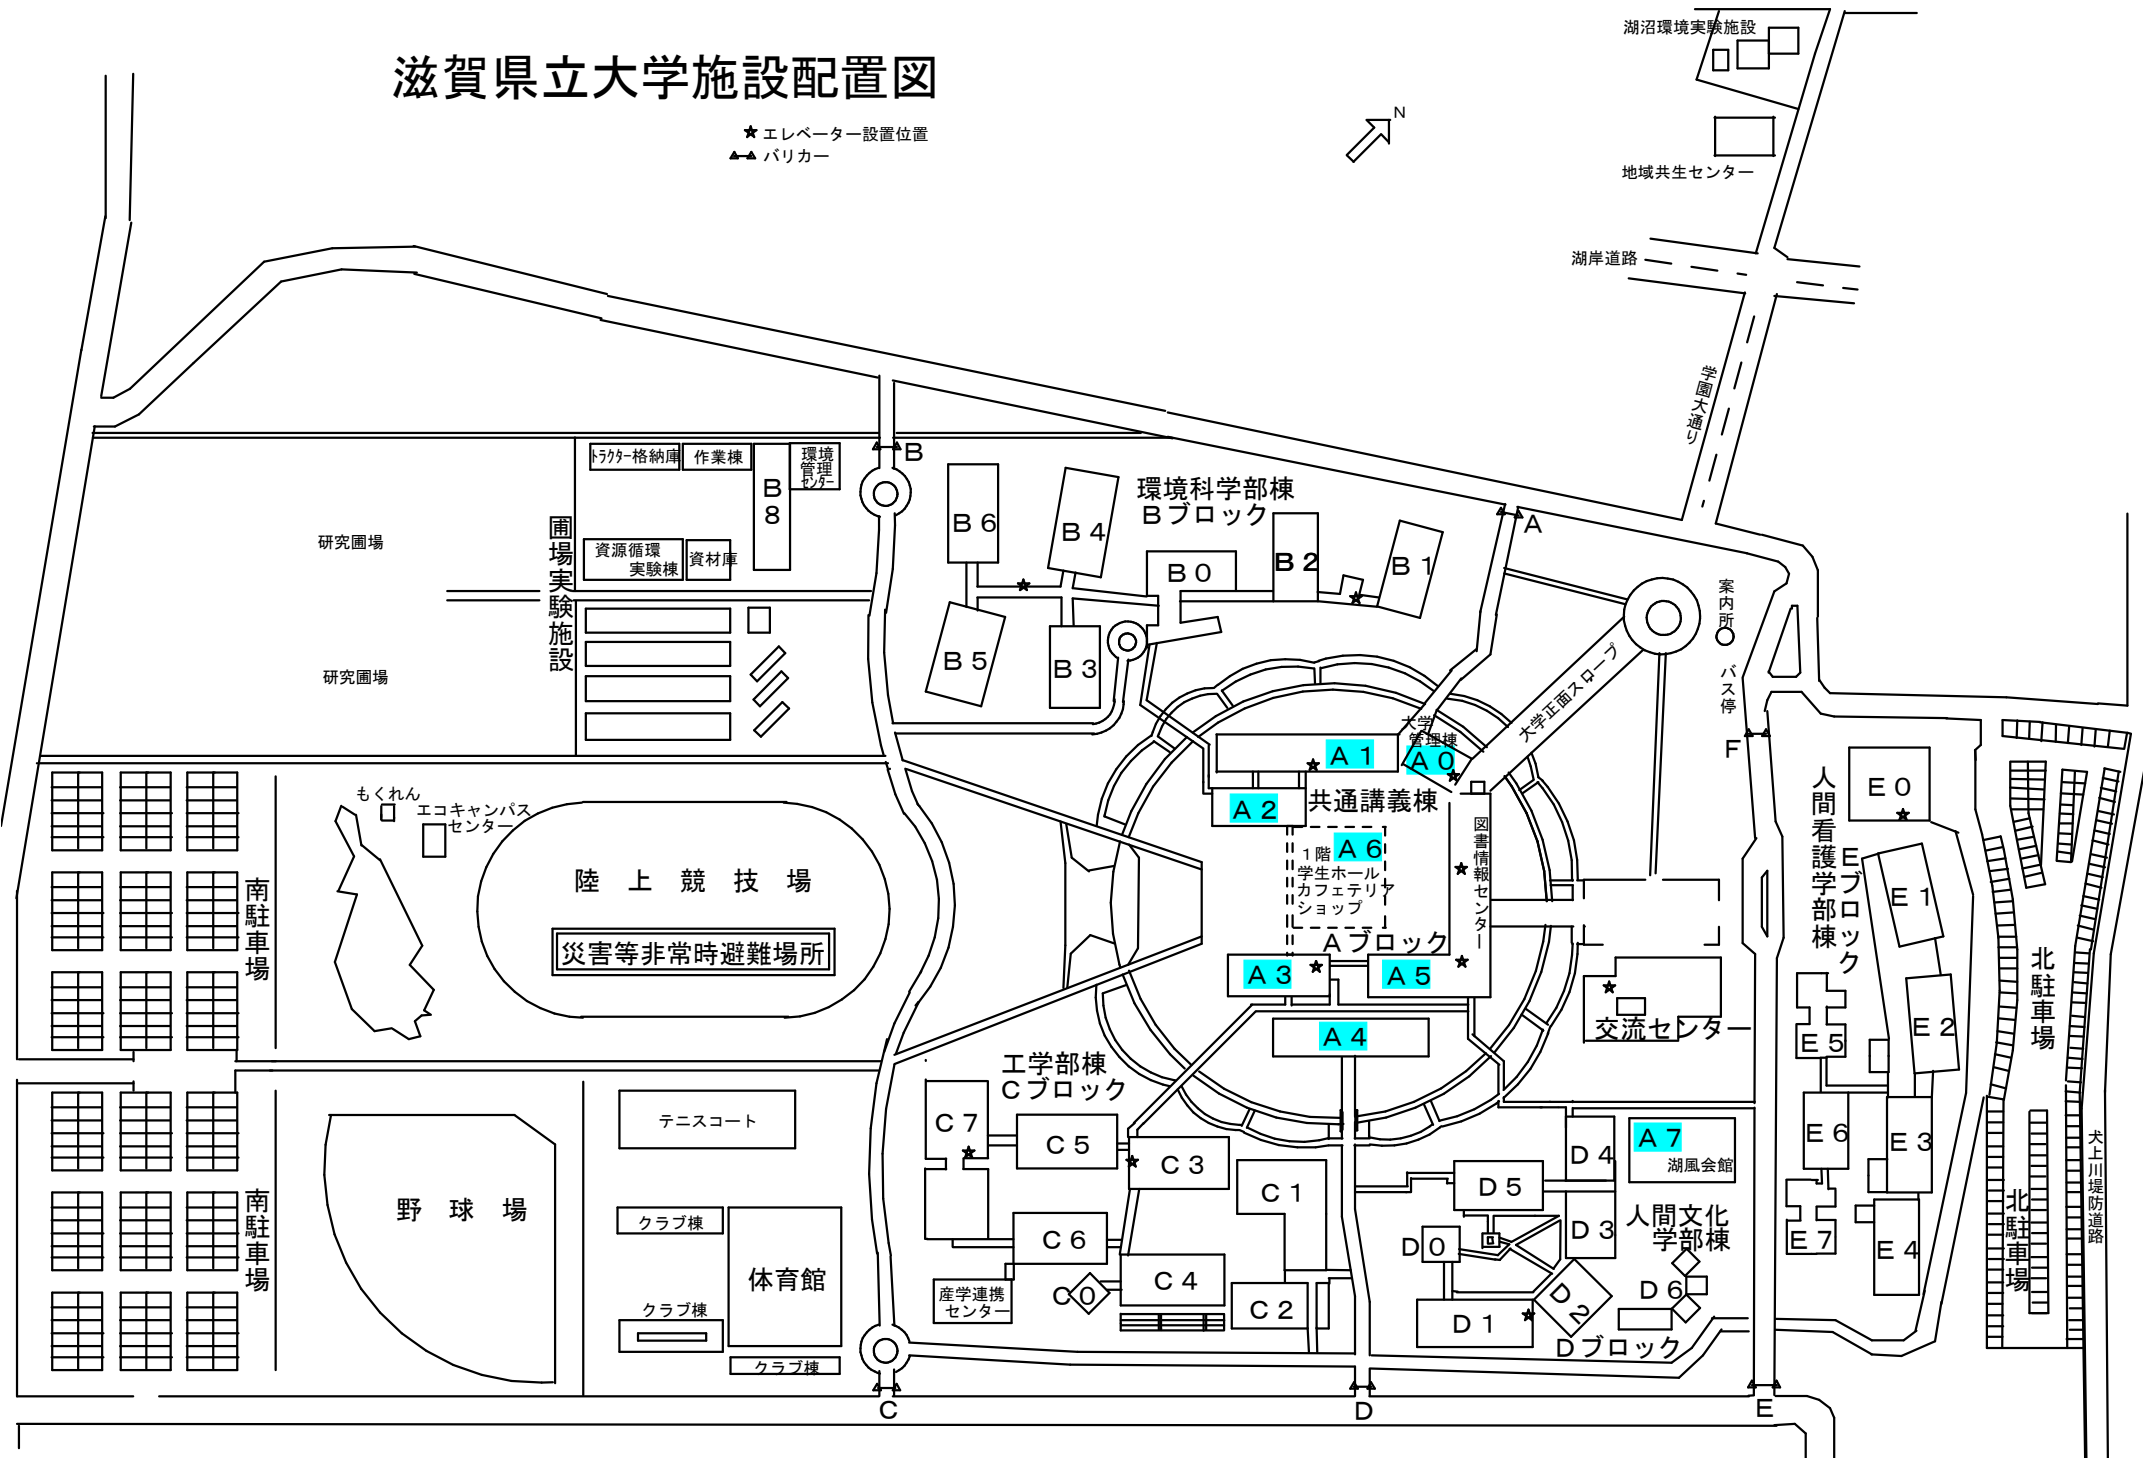 滋賀県立大学施設配置図
★ エレベーター設置位置
バリカー
N
湖沼環境実験施設
地域共生センター
湖岸道路
学園大通り
案内所
バス停
大学正面スロープ
トラクター格納庫
作業棟
B8
環境
管理
センター
B
資源循環
実験棟
資材庫
圃場実験施設
研究圃場
研究圃場
環境科学部棟
Bブロック
B6
B4
B0
B2
B1
B5
B3
A
大学
管理棟
A0
A1
A2
共通講義棟
A6
1階
学生ホール
カフェテリア
ショップ
図書情報センター
Aブロック
A3
A5
A4
交流センター
F
人間看護学部棟
Eブロック
E0
E1
E2
E5
E6
E3
E7
E4
北駐車場
北駐車場
犬上川堤防道路
もくれん
エコキャンパス
センター
陸上競技場
災害等非常時避難場所
南駐車場
南駐車場
野球場
テニスコート
クラブ棟
体育館
クラブ棟
クラブ棟
工学部棟
Cブロック
C7
C5
C3
C1
C6
C4
C0
C2
産学連携
センター
A7
湖風会館
D4
D5
D3
D0
D1
D2
D6
人間文化
学部棟
Dブロック
C
D
E